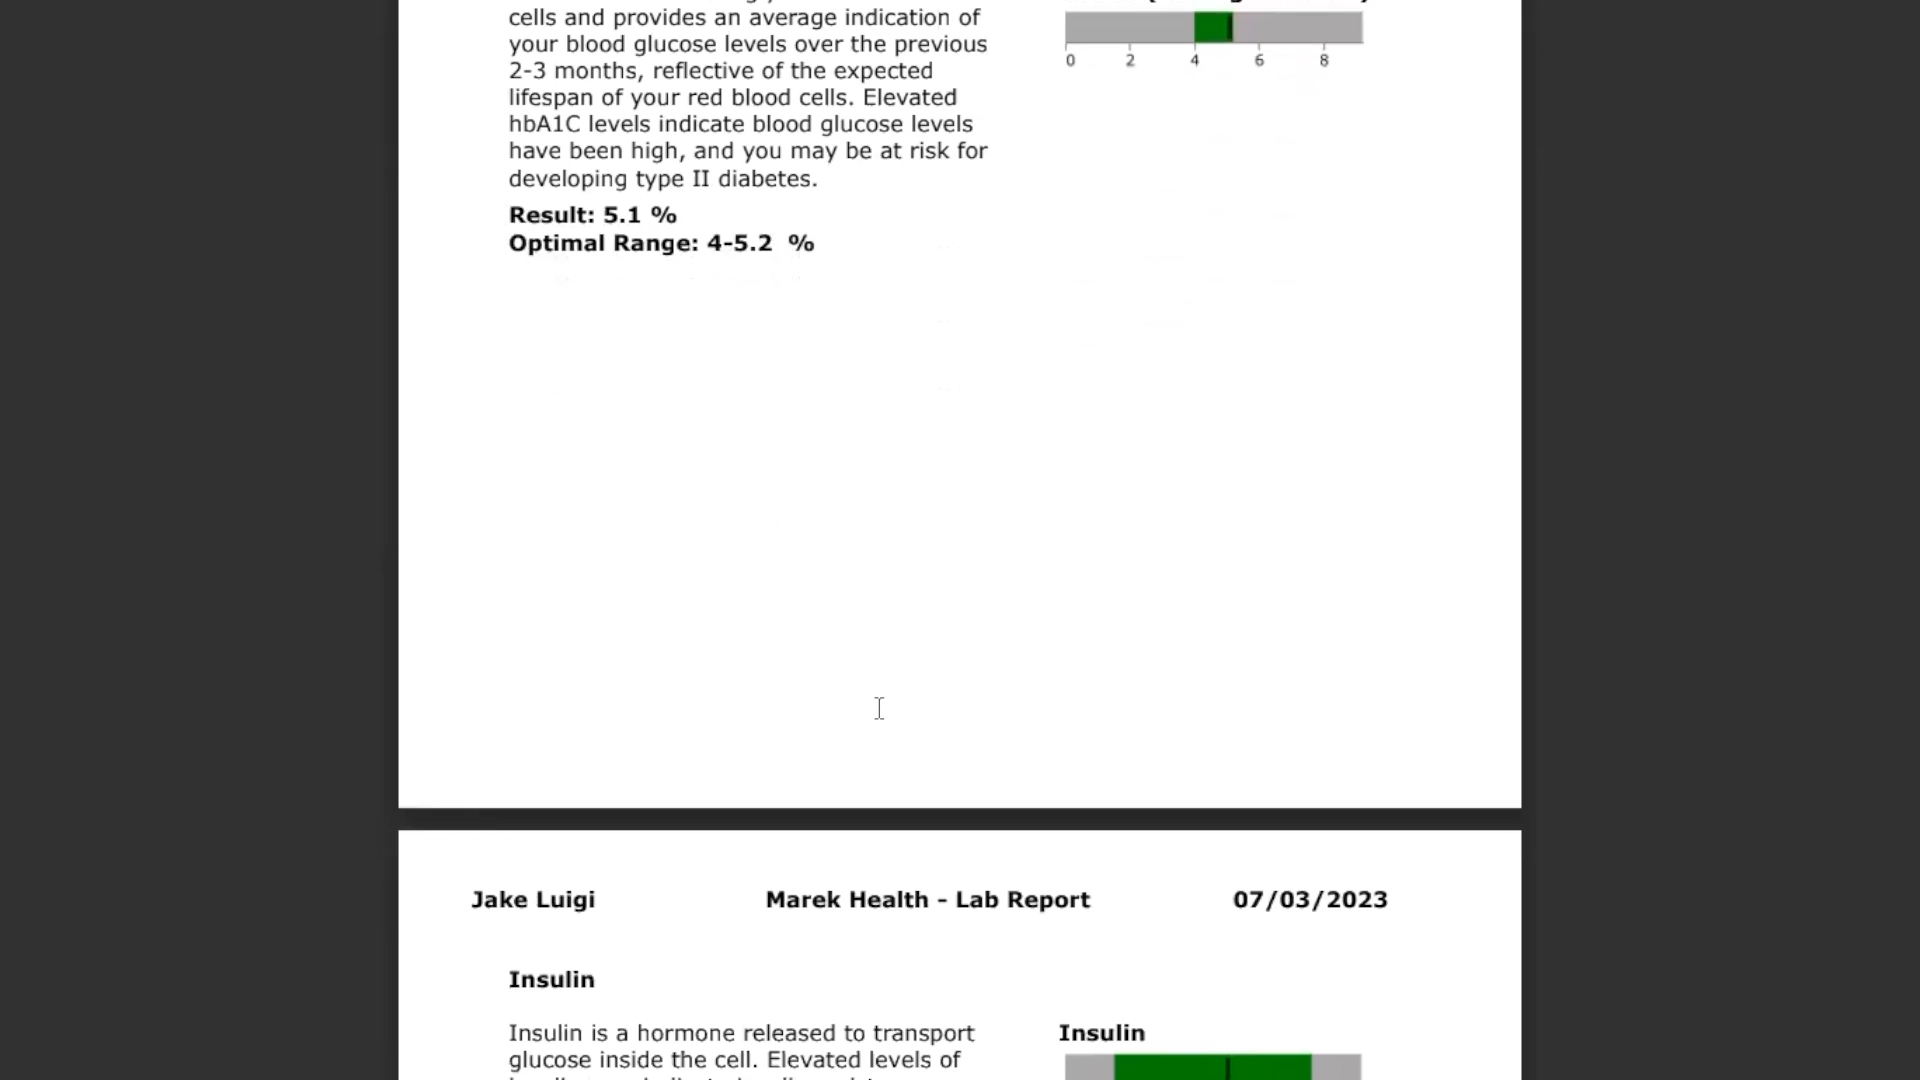 cells and provides an average indication of
your blood glucose levels over the previous
2-3 months, reflective of the expected
lifespan of your red blood cells. Elevated
hbA1C levels indicate blood glucose levels
have been high, and you may be at risk for
developing type II diabetes.
Result: 5.1 %
Optimal Range: 4-5.2 %
0 2 4 6 8
Jake Luigi Marek Health - Lab Report 07/03/2023
Insulin
Insulin is a hormone released to transport
glucose inside the cell. Elevated levels of
Insulin